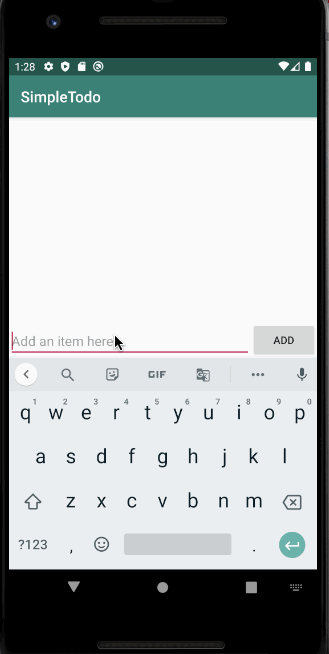 1:28
SimpleTodo
Add an item here
ADD
GIF
1 2 3 4 5 6 7 8 9 0
q w e r t y u i o p
a s d f g h j k l
z x c v b n m
?123 , .